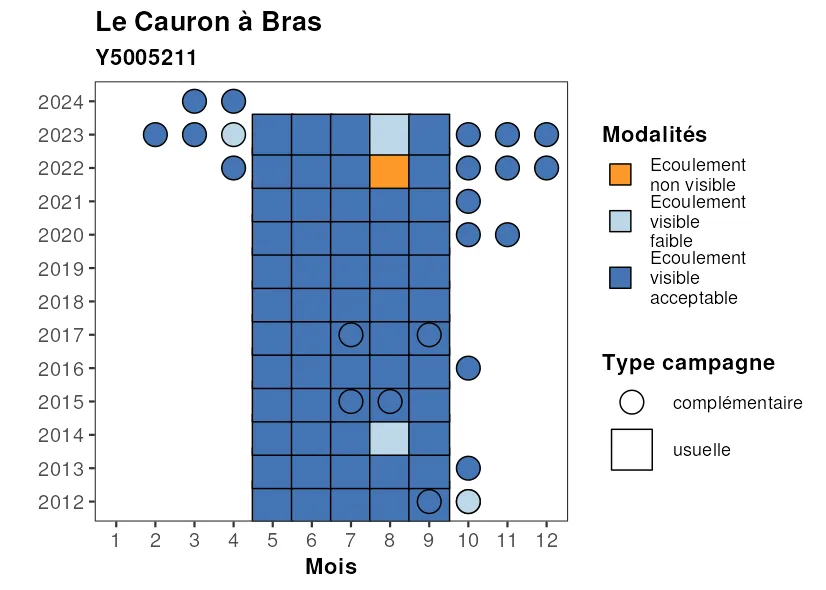 Le Cauron à Bras
Y5005211
2024
2023
2022
2021
2020
2019
2018
2017
2016
2015
2014
2013
2012
1 2 3 4 5 6 7 8 9 10 11 12
Mois
Modalités
Ecoulement
non visible
Ecoulement
visible
faible
Ecoulement
visible
acceptable
Type campagne
complémentaire
usuelle